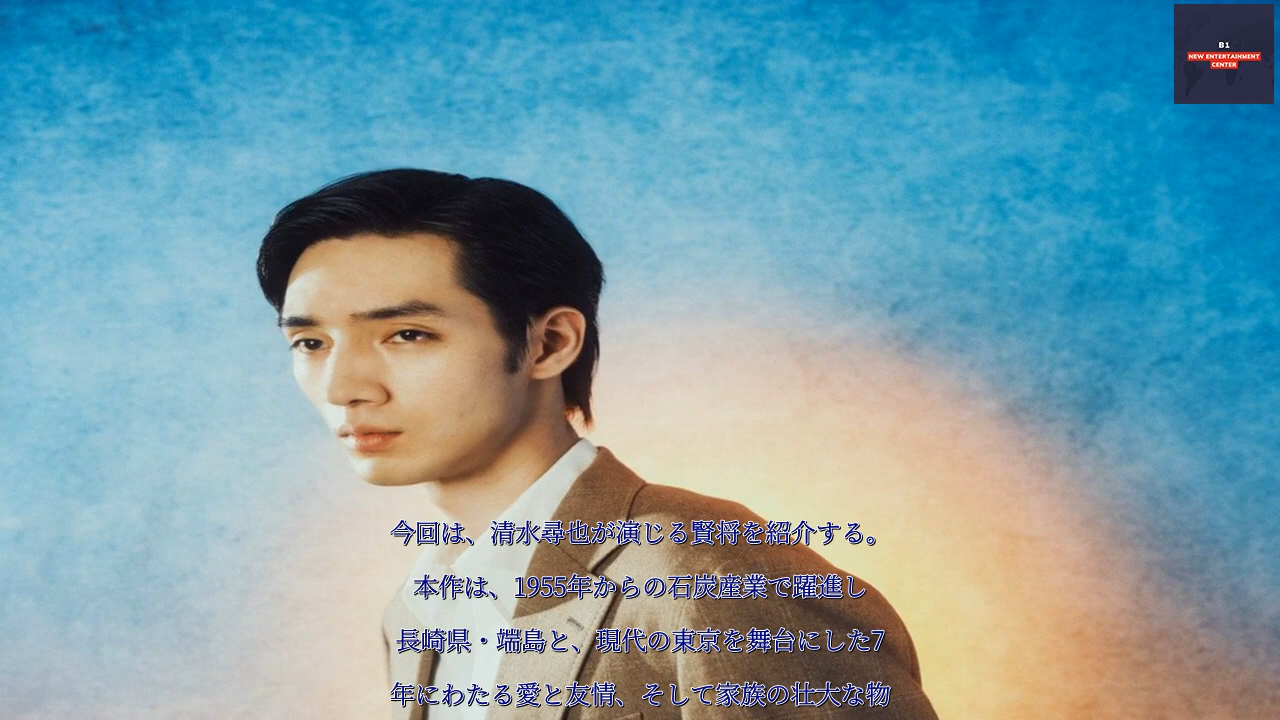 B1
NEW ENTERTAINMENT
CENTER
今回は、清水尋也が演じる賢将を紹介する。
本作は、1955年からの石炭産業で躍進し
長崎県・端島と、現代の東京を舞台にした7
年にわたる愛と友情、そして家族の壮大な物